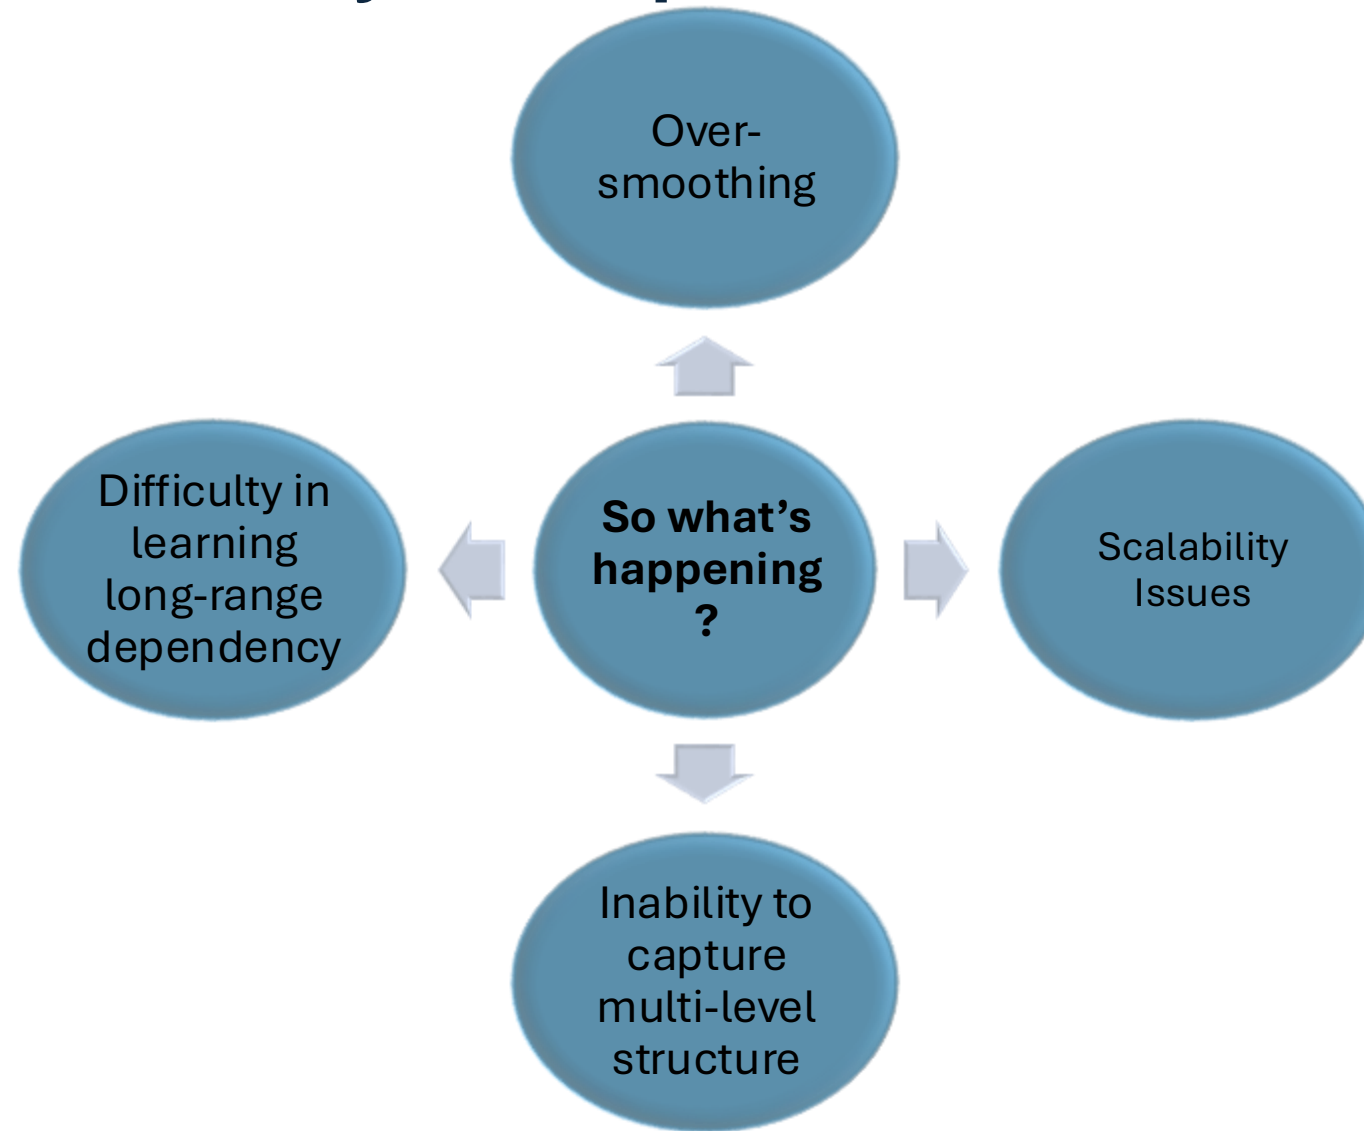 Over-
smoothing
Difficulty in
learning
long-range
dependency
So what's
happening
?
Scalability
Issues
Inability to
capture
multi-level
structure